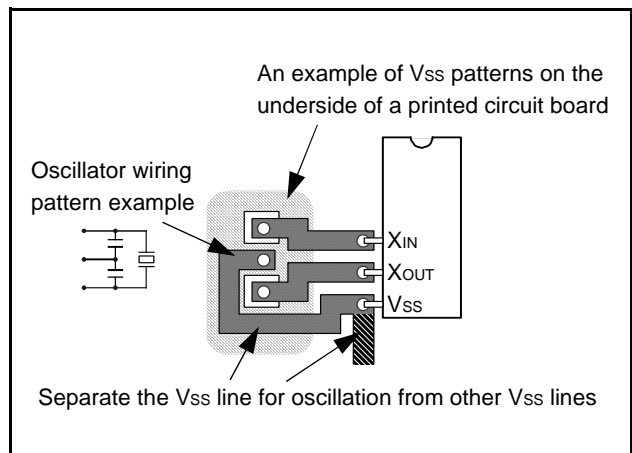 An example of VSS patterns on the
underside of a printed circuit board
Oscillator wiring
pattern example
XIN
XOUT
VSS
Separate the VSS line for oscillation from other VSS lines